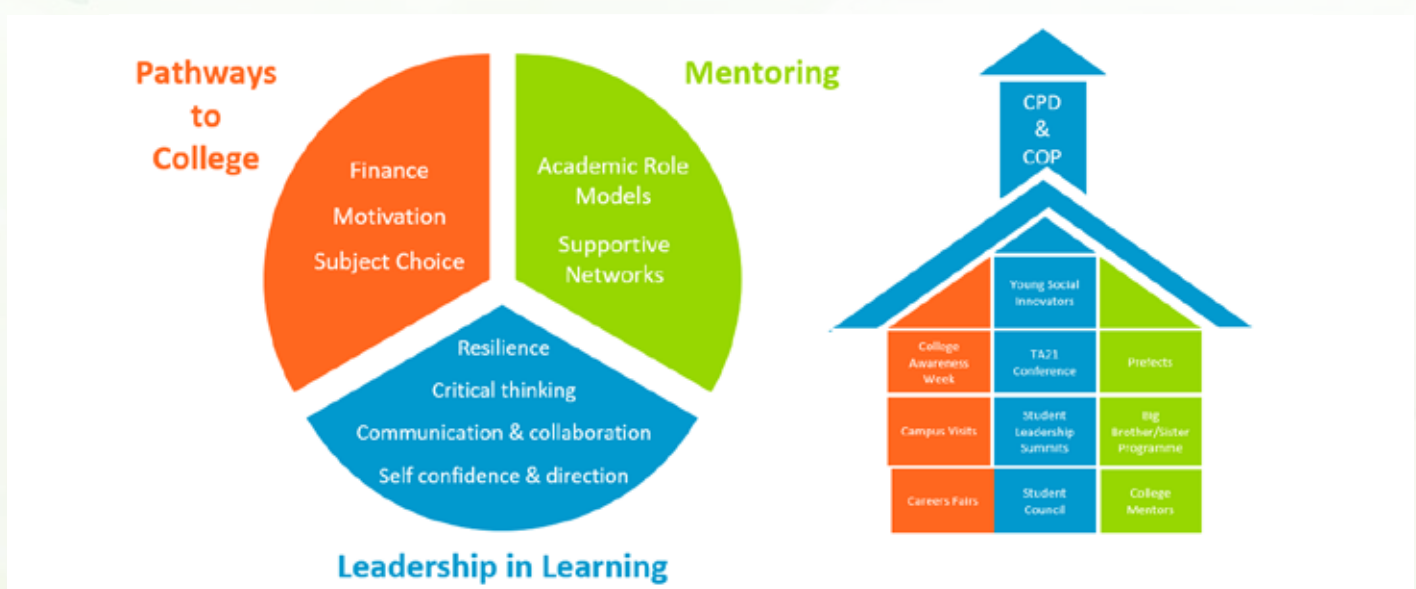 Pathways
to
College
Finance
Motivation
Subject Choice
Mentoring
Academic Role
Models
Supportive
Networks
Resilience
Critical thinking
Communication & collaboration
Self confidence & direction
Leadership in Learning
CPD
&
COP
Young Social
Innovators
College
Awareness
Week
TA21
Conference
Prefects
Campus Visits
Student
Leadership
Summits
Big
Brother/Sister
Programme
Careers Fairs
Student
Council
College
Mentors